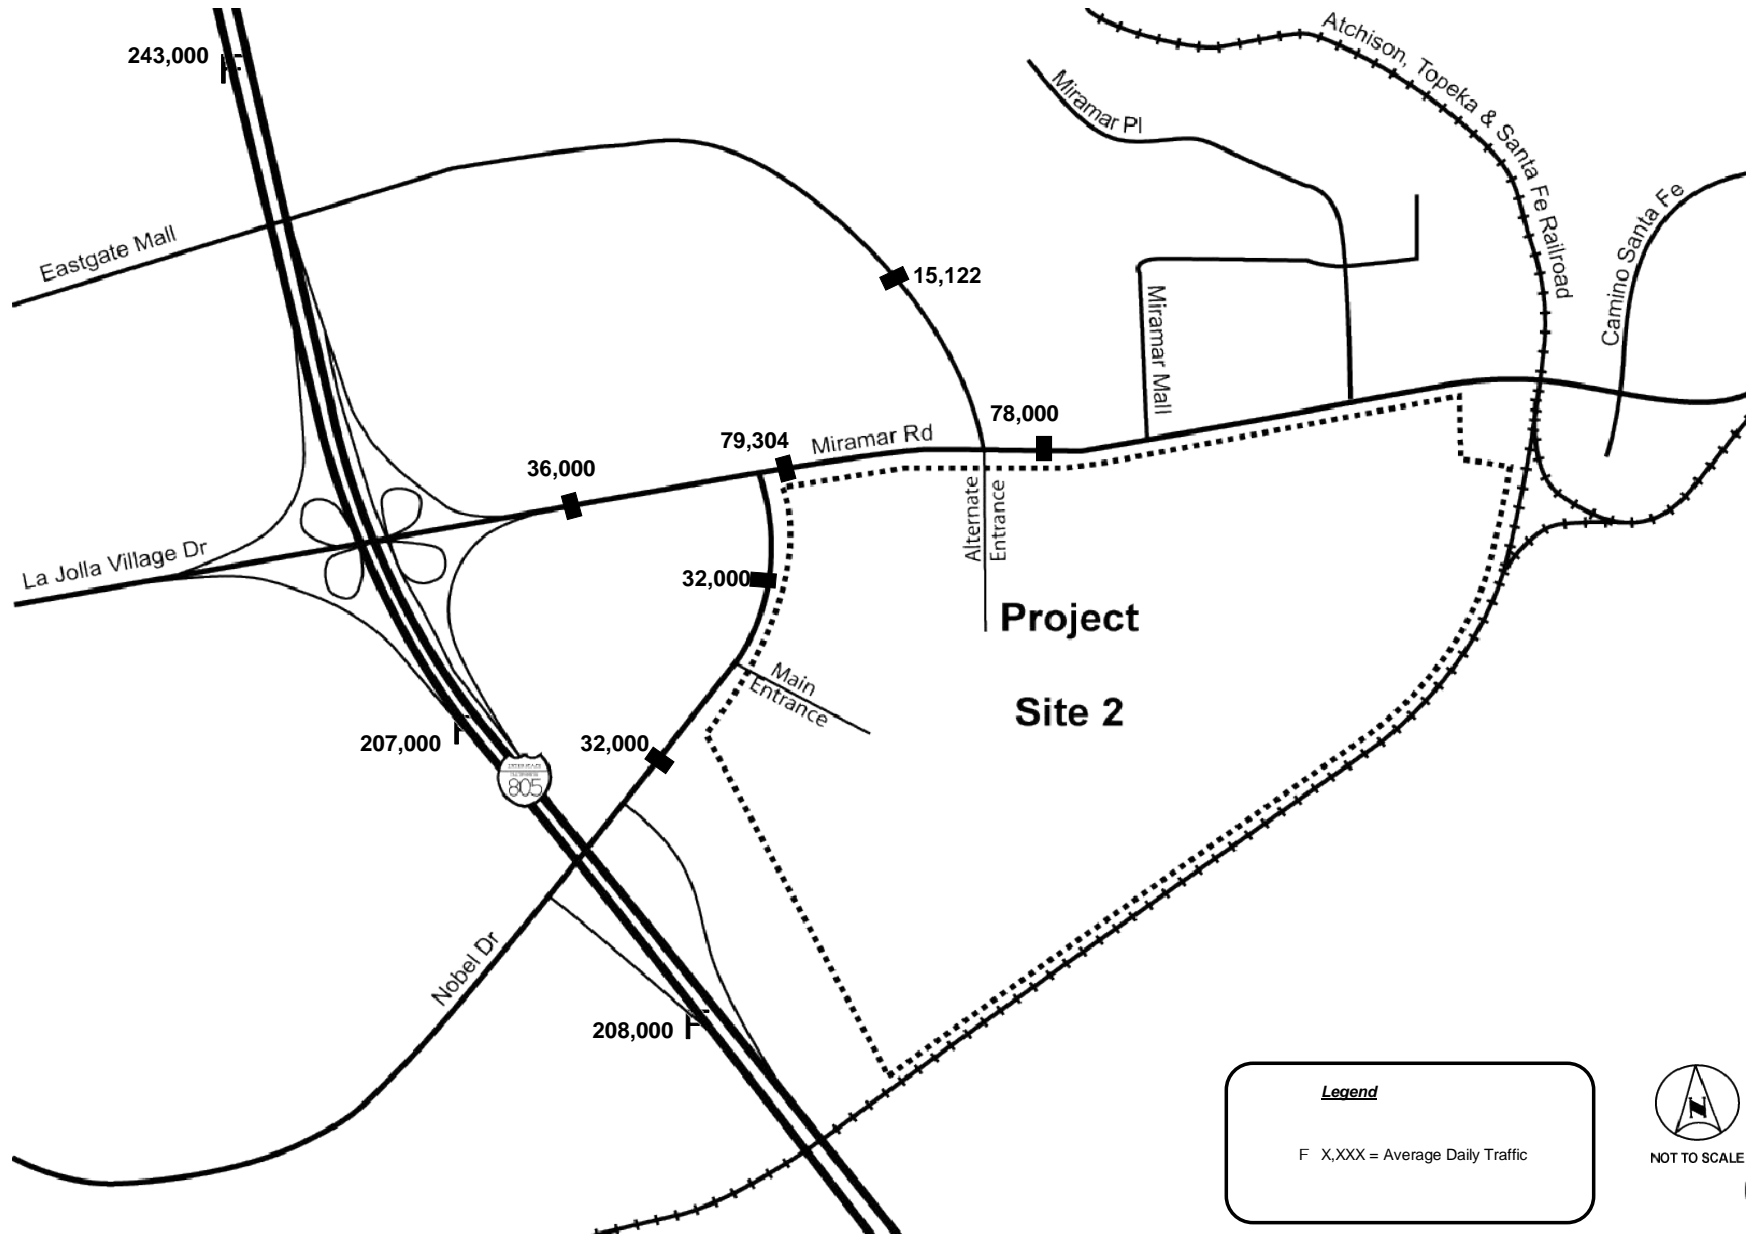 243,000
Atchison, Topeka & Santa Fe Railroad
Miramar Pl
Camino Santa Fe
Eastgate Mall
15,122
Miramar Mall
78,000
79,304
Miramar Rd
36,000
Alternate
Entrance
La Jolla Village Dr
32,000
Project
Main
Entrance
Site 2
207,000
32,000
805
Nobel Dr
208,000
Legend
F X,XXX = Average Daily Traffic
N
NOT TO SCALE